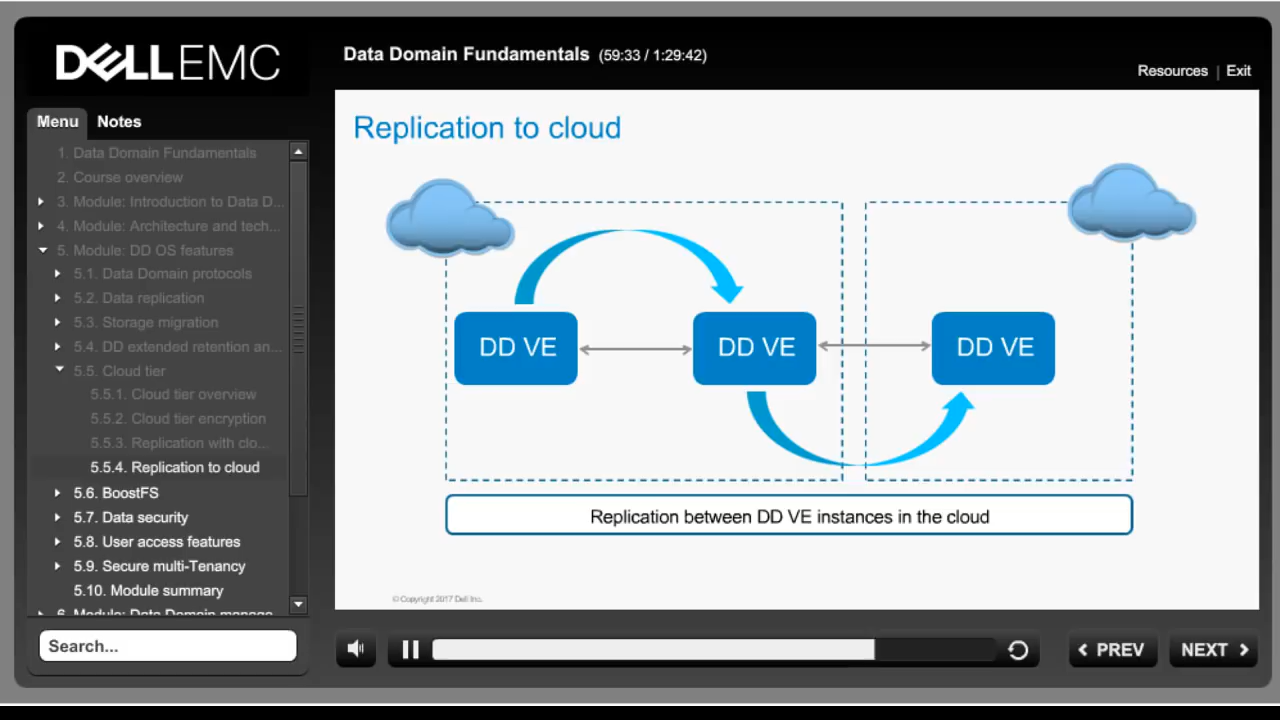 DELLEMC
Data Domain Fundamentals (59:33 / 1:29:42)
Resources | Exit
Menu Notes
1. Data Domain Fundamentals
2. Course overview
3. Module: Introduction to Data D...
4. Module: Architecture and tech...
5. Module: DD OS features
5.1. Data Domain protocols
5.2. Data replication
5.3. Storage migration
5.4. DD extended retention an...
5.5. Cloud tier
5.5.1. Cloud tier overview
5.5.2. Cloud tier encryption
5.5.3. Replication with clo...
5.5.4. Replication to cloud
5.6. BoostFS
5.7. Data security
5.8. User access features
5.9. Secure multi-Tenancy
5.10. Module summary
6. Module: Data Domain manage...
Search...
Replication to cloud
DD VE
DD VE
DD VE
Replication between DD VE instances in the cloud
© Copyright 2017 Dell Inc.
PREV
NEXT